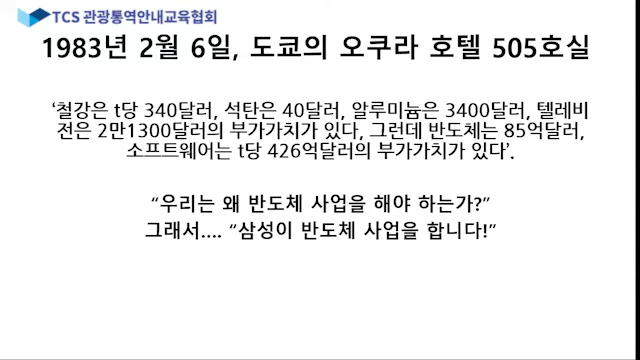 TCS 관광통역안내교육협회
1983년 2월 6일, 도쿄의 오쿠라 호텔 505호실
‘철강은 t당 340달러, 석탄은 40달러, 알루미늄은 3400달러, 텔레비
전은 2만1300달러의 부가가치가 있다, 그런데 반도체는 85억달러,
소프트웨어는 t당 426억달러의 부가가치가 있다’.
“우리는 왜 반도체 사업을 해야 하는가?”
그래서.... “삼성이 반도체 사업을 합니다!”